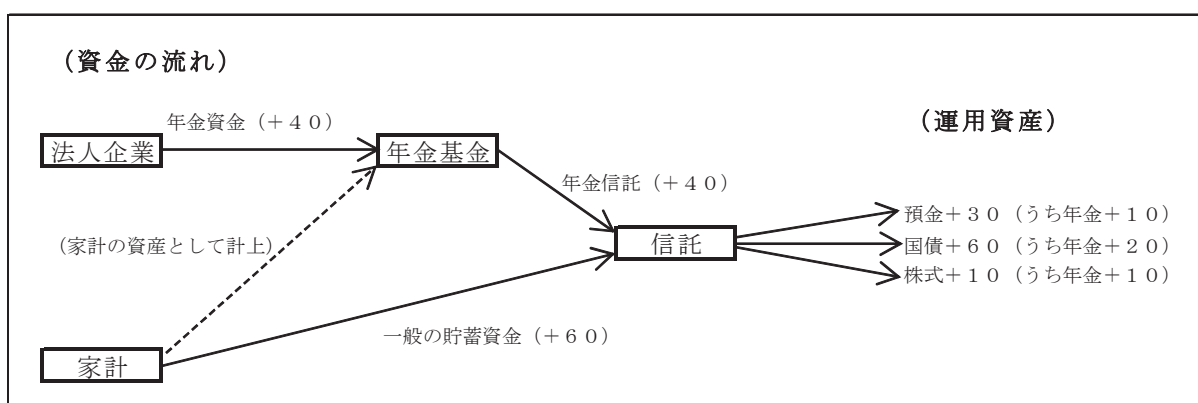 （資金の流れ）
（運用資産）
年金資金（＋４０）
法人企業
年金基金
年金信託（＋４０）
預金＋３０（うち年金＋１０）
（家計の資産として計上）
信託
国債＋６０（うち年金＋２０）
株式＋１０（うち年金＋１０）
一般の貯蓄資金（＋６０）
家計